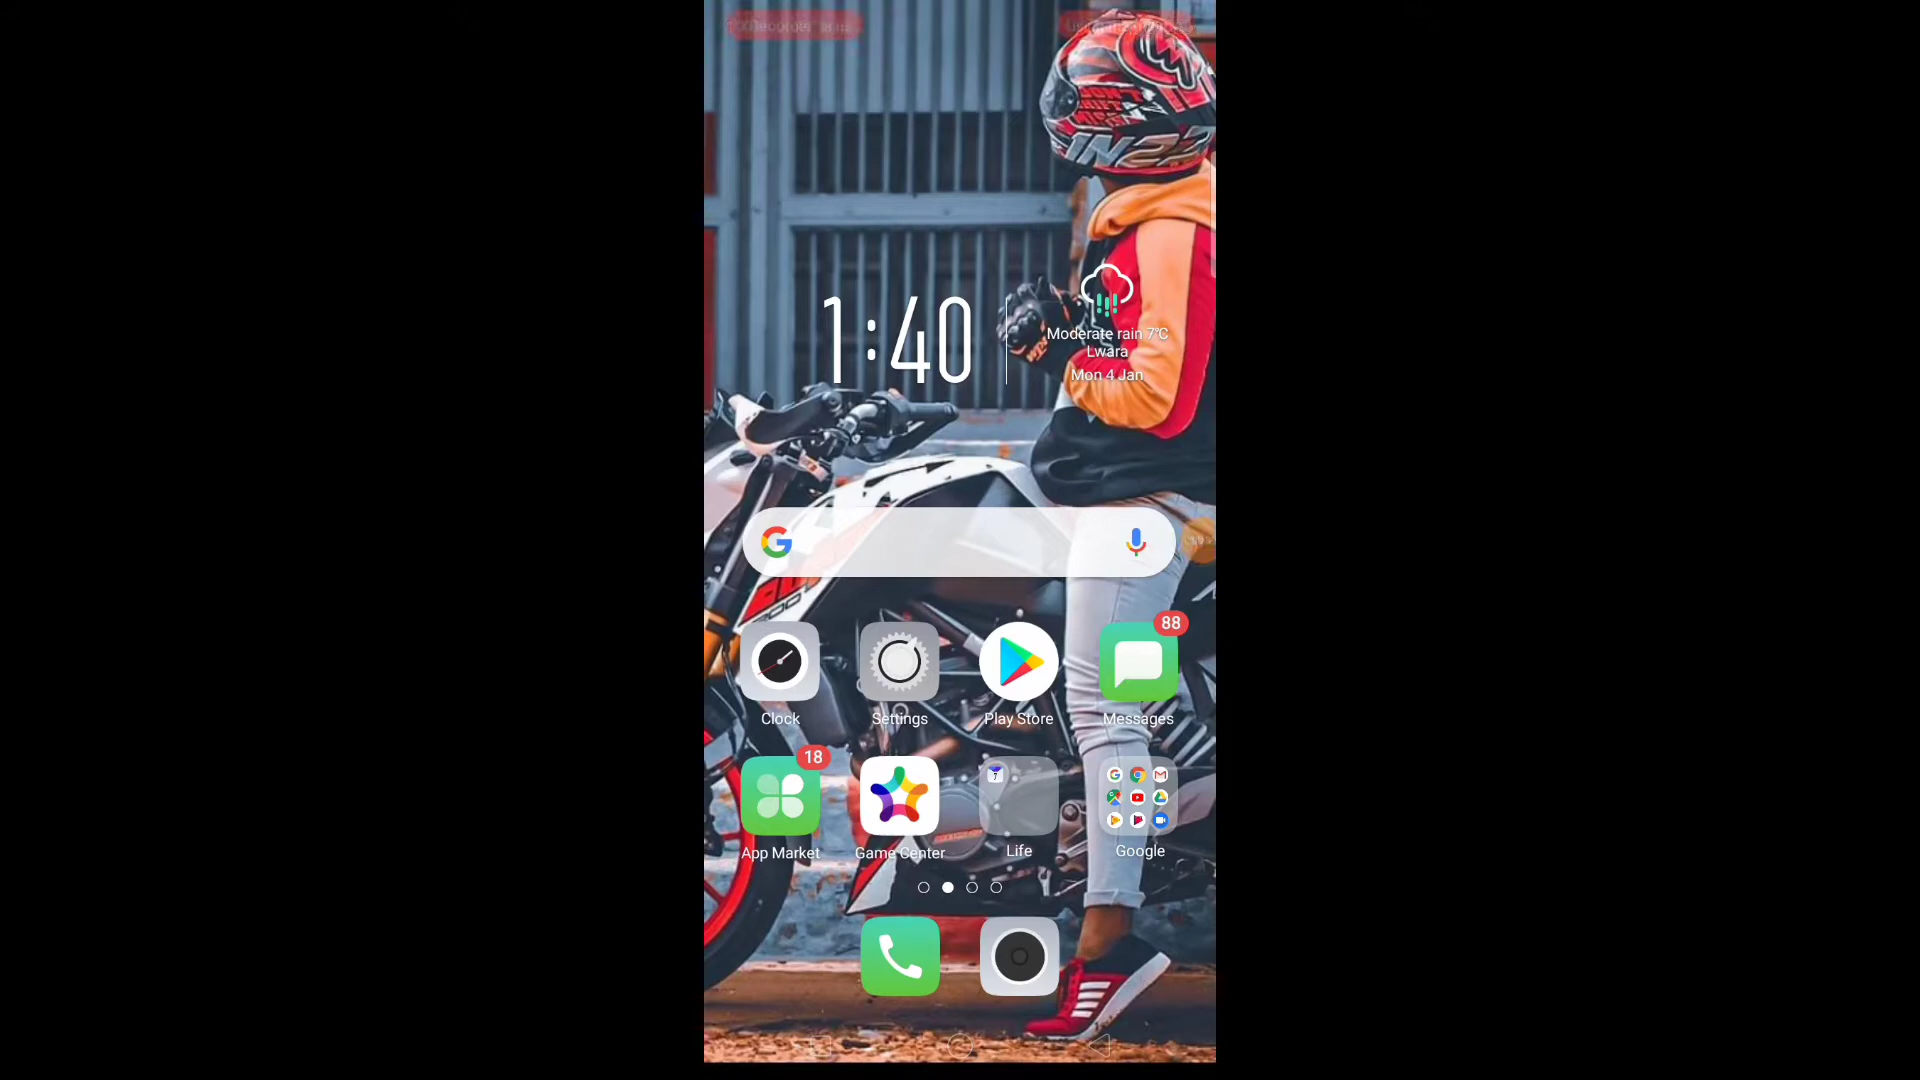 1:40
Moderate rain 7°C
Lwara
Mon 4 Jan
88
Clock
Settings
Play Store
Messages
18
7
App Market
Game Center
Life
Google